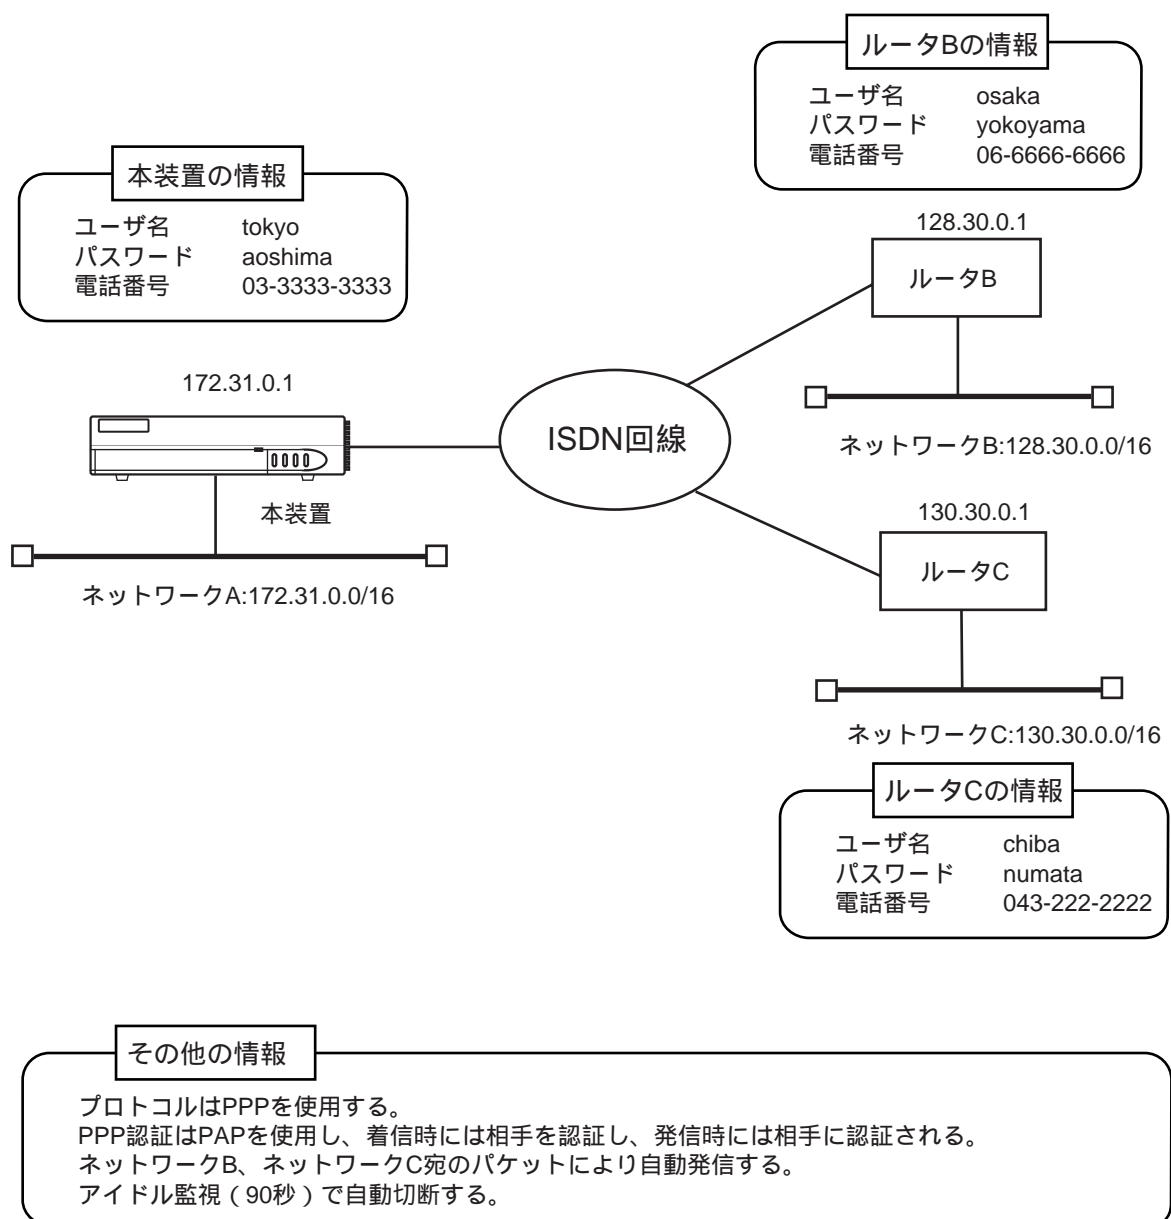 ルータBの情報
ユーザ名 osaka
パスワード yokoyama
電話番号 06-6666-6666
本装置の情報
ユーザ名 tokyo
パスワード aoshima
電話番号 03-3333-3333
128.30.0.1
ルータB
172.31.0.1
ISDN回線
ネットワークB:128.30.0.0/16
本装置
130.30.0.1
ルータC
ネットワークA:172.31.0.0/16
ネットワークC:130.30.0.0/16
ルータCの情報
ユーザ名 chiba
パスワード numata
電話番号 043-222-2222
その他の情報
プロトコルはPPPを使用する。
PPP認証はPAPを使用し、着信時には相手を認証し、発信時には相手に認証される。
ネットワークB、ネットワークC宛のパケットにより自動発信する。
アイドル監視(90秒)で自動切断する。